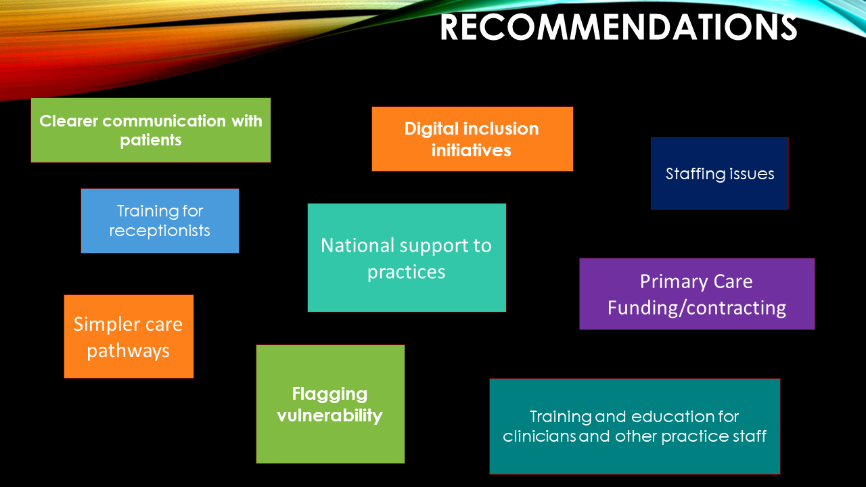 RECOMMENDATIONS
Clearer communication with
patients
Digital inclusion
initiatives
Staffing issues
Training for
receptionists
National support to
practices
Primary Care
Funding/contracting
Simpler care
pathways
Flagging
vulnerability
Training and education for
clinicians and other practice staff